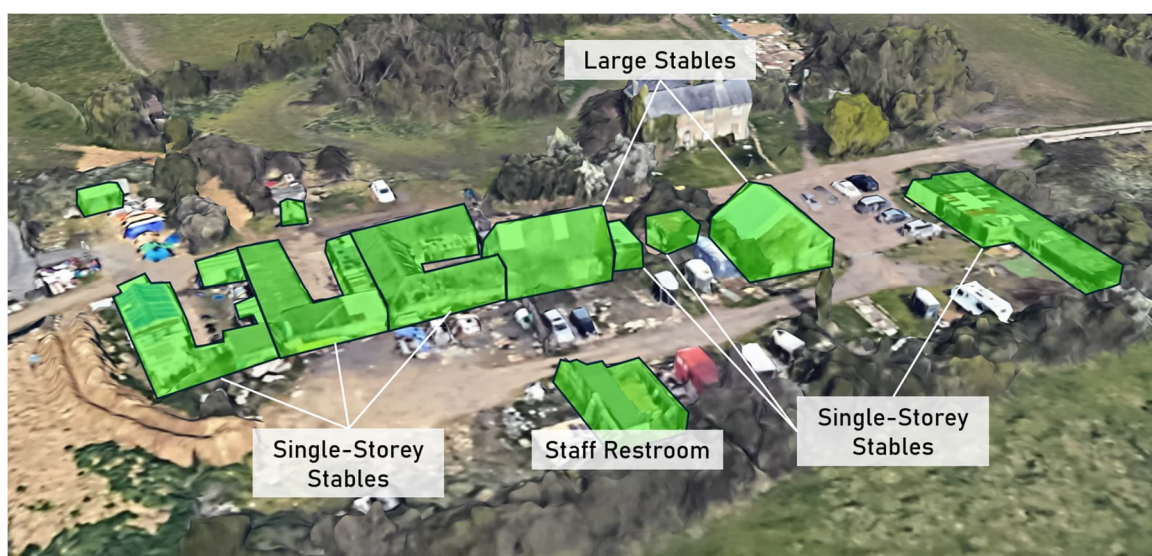 Large Stables
Single-Storey
Stables
Staff Restroom
Single-Storey
Stables